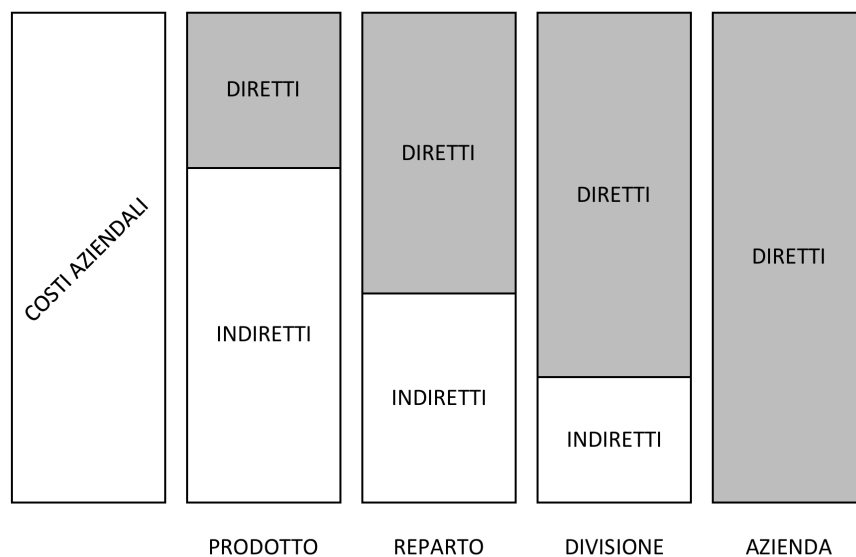 COSTI AZIENDALI
DIRETTI
INDIRETTI
PRODOTTO
DIRETTI
INDIRETTI
REPARTO
DIRETTI
INDIRETTI
DIVISIONE
DIRETTI
AZIENDA